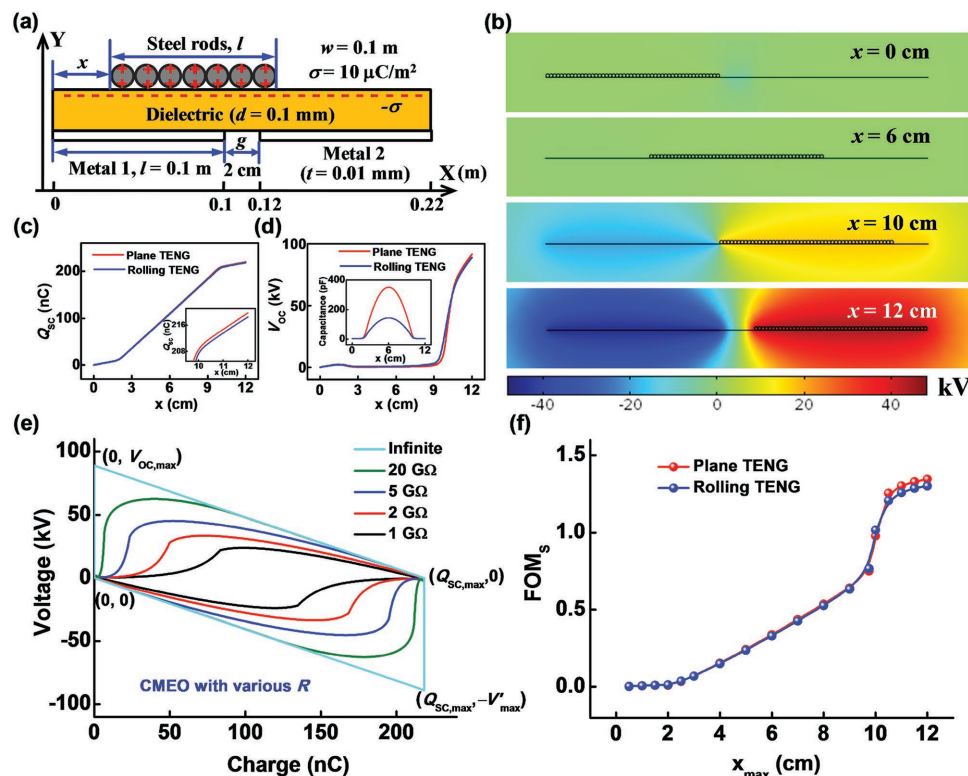 (a)
Y
Steel rods, l
w = 0.1 m
σ = 10 μC/m²
x
-σ
Dielectric (d = 0.1 mm)
g
Metal 1, l = 0.1 m
2 cm
Metal 2
(t = 0.01 mm)
X(m)
0
0.1
0.12
0.22
(b)
x = 0 cm
x = 6 cm
x = 10 cm
x = 12 cm
-40
-20
0
20
40
kV
(c)
Plane TENG
Rolling TENG
QSC (nC)
200
100
0
QSC (nC)
216
208
10 11 12
x (cm)
0 3 6 9 12
x (cm)
(d)
Plane TENG
Rolling TENG
VOC (kV)
100
50
0
Capacitance (pF)
400
300
200
100
0
0 6 12
x (cm)
0 3 6 9 12
x (cm)
(e)
(0, VOC,max)
Infinite
20 GΩ
5 GΩ
2 GΩ
1 GΩ
(0, 0)
(QSC,max,0)
CMEO with various R
(QSC,max,−V'max)
Voltage (kV)
100
50
0
-50
-100
0 50 100 150 200
Charge (nC)
(f)
Plane TENG
Rolling TENG
FOMS
1.5
1.0
0.5
0.0
0 2 4 6 8 10 12
xmax (cm)